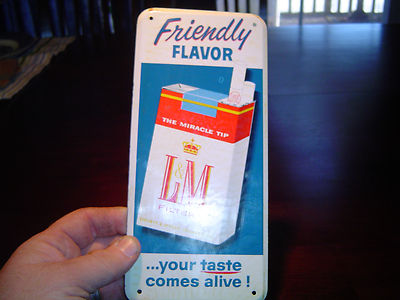 Friendly
FLAVOR
THE MIRACLE TIP
L&M
FILTERS
...your taste
comes alive!